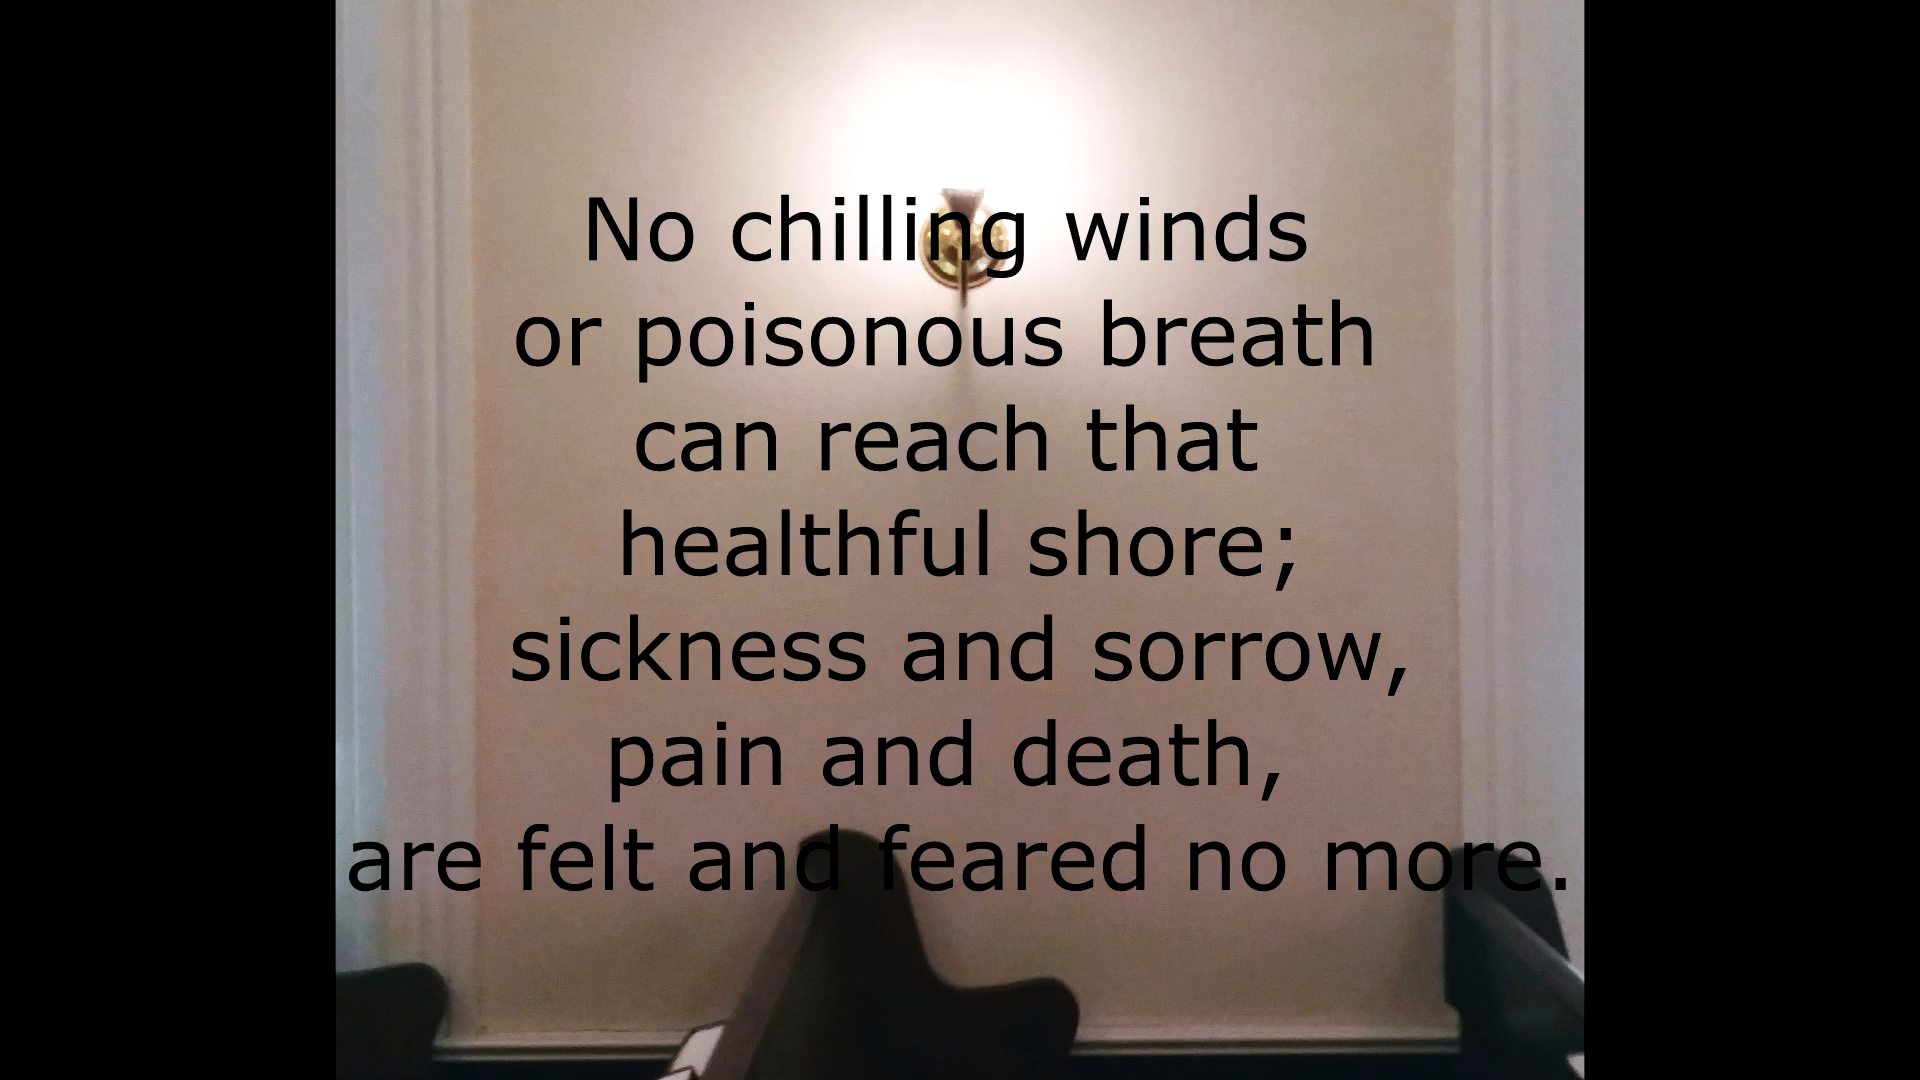 No chilling winds
or poisonous breath
can reach that
healthful shore;
sickness and sorrow,
pain and death,
are felt and feared no more.